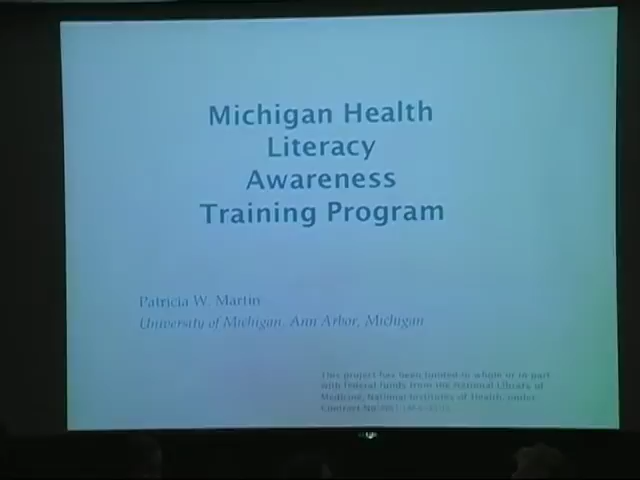 Michigan Health
Literacy
Awareness
Training Program
Patricia W. Martin
University of Michigan, Ann Arbor, Michigan
This project has been funded in whole or in part
with federal funds from the National Library of
Medicine, National Institutes of Health, under
Contract No.